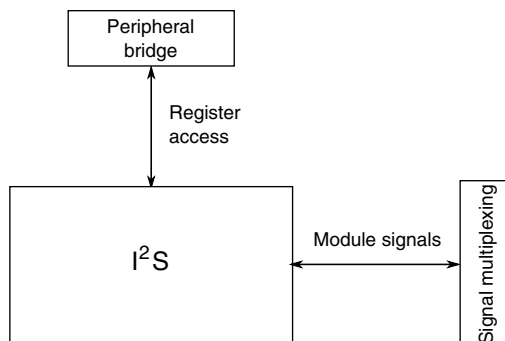 Peripheral
bridge
Register
access
I²S
Module signals
Signal multiplexing